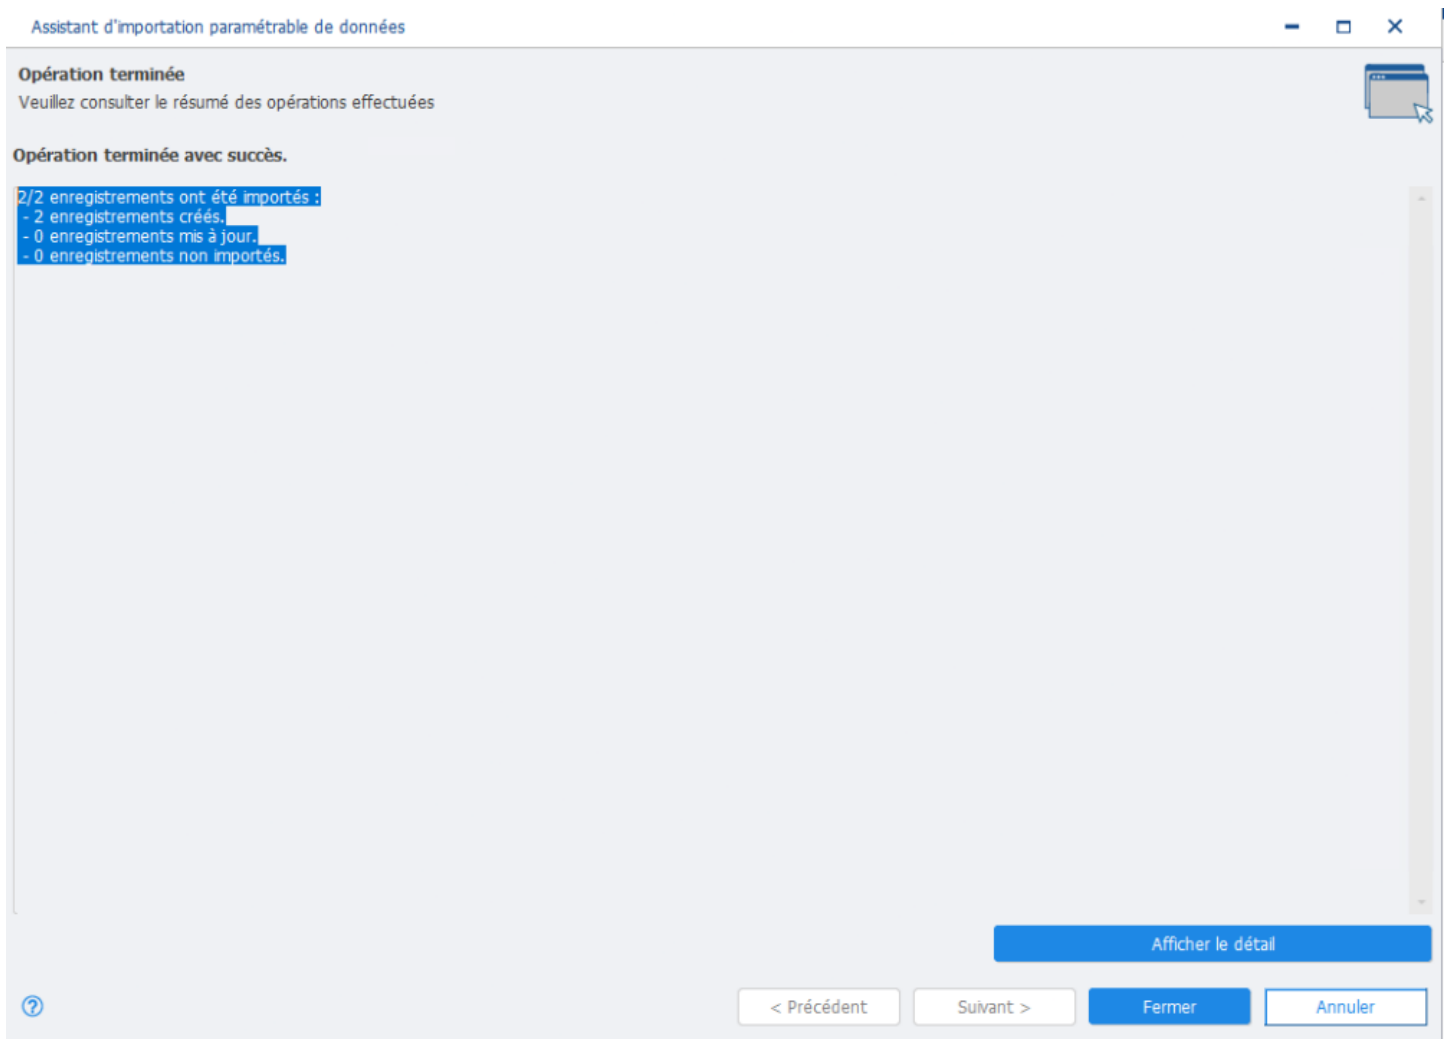 Assistant d'importation paramétrable de données
Opération terminée
Veuillez consulter le résumé des opérations effectuées
Opération terminée avec succès.
2/2 enregistrements ont été importés :
- 2 enregistrements créés.
- 0 enregistrements mis à jour.
- 0 enregistrements non importés.
Afficher le détail
< Précédent
Suivant >
Fermer
Annuler